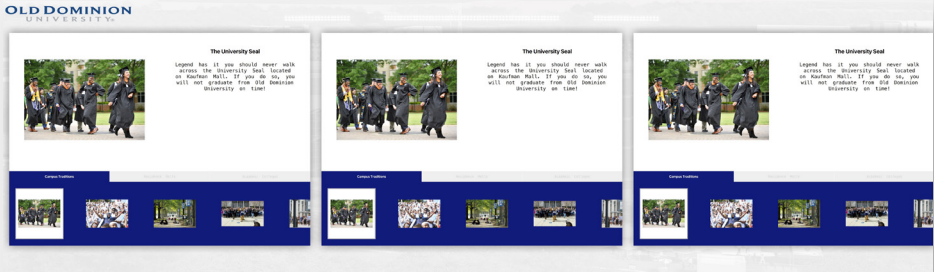 OLD DOMINION
UNIVERSITY
The University Seal
Legend has it you should never walk
across the University Seal located
on Kaufman Mall. If you do so, you
will not graduate from Old Dominion
University on time!
Campus Traditions
The University Seal
Legend has it you should never walk
across the University Seal located
on Kaufman Mall. If you do so, you
will not graduate from Old Dominion
University on time!
Campus Traditions
The University Seal
Legend has it you should never walk
across the University Seal located
on Kaufman Mall. If you do so, you
will not graduate from Old Dominion
University on time!
Campus Traditions